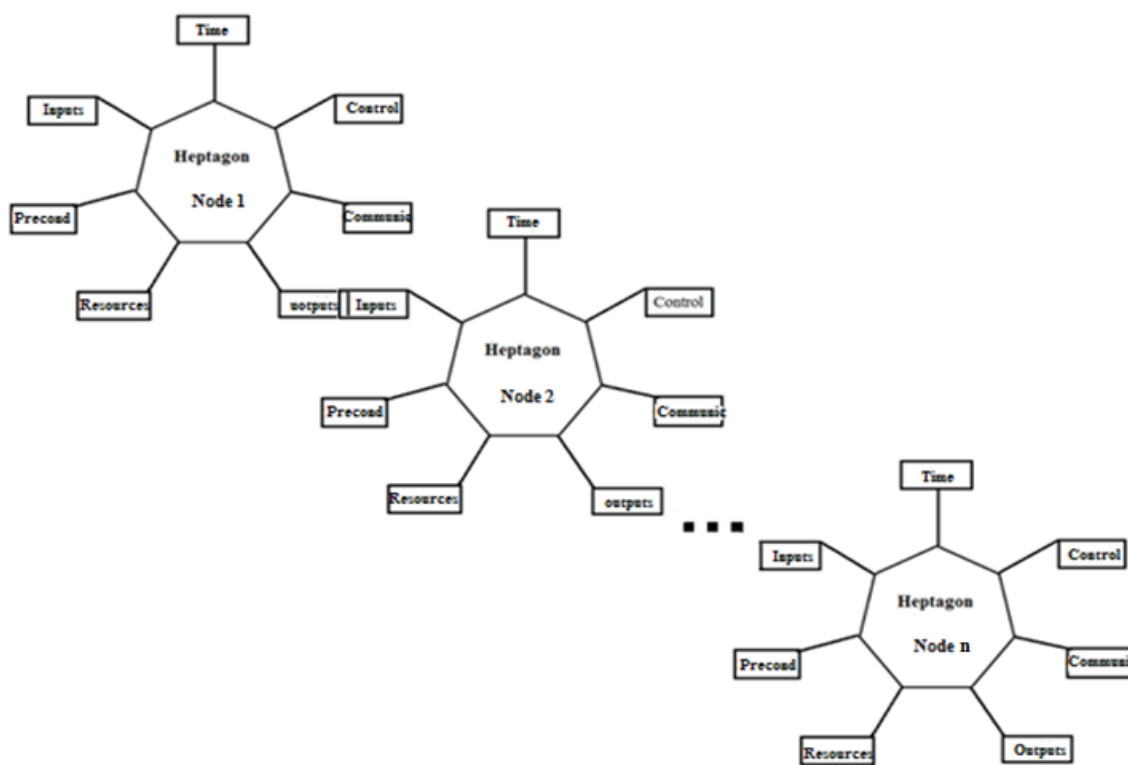 Time
Inputs
Control
Heptagon
Node 1
Precond
Communic
Resources
uotputs
Time
Inputs
Control
Heptagon
Node 2
Precond
Communic
Resources
outputs
Time
Inputs
Control
Heptagon
Node n
Precond
Communi
Resources
Outputs